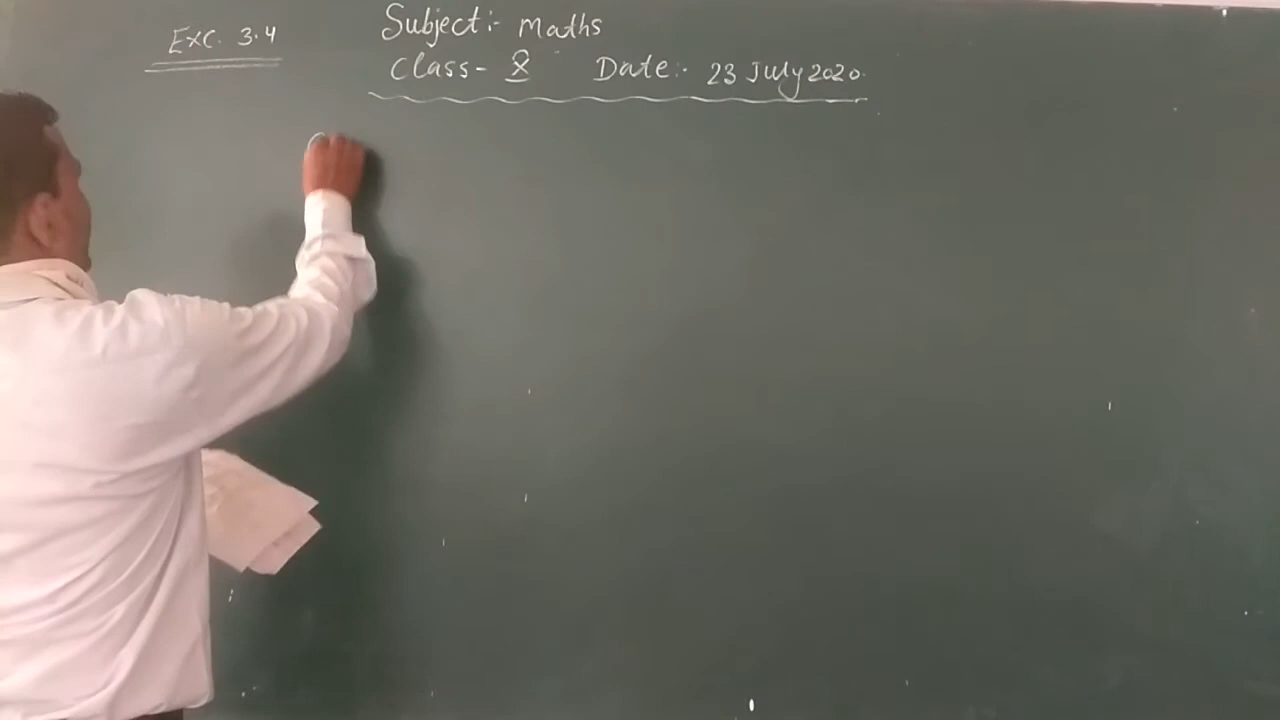 Exc. 3.4
Subject:- Maths
Class- 8 Date:- 23 July 2020